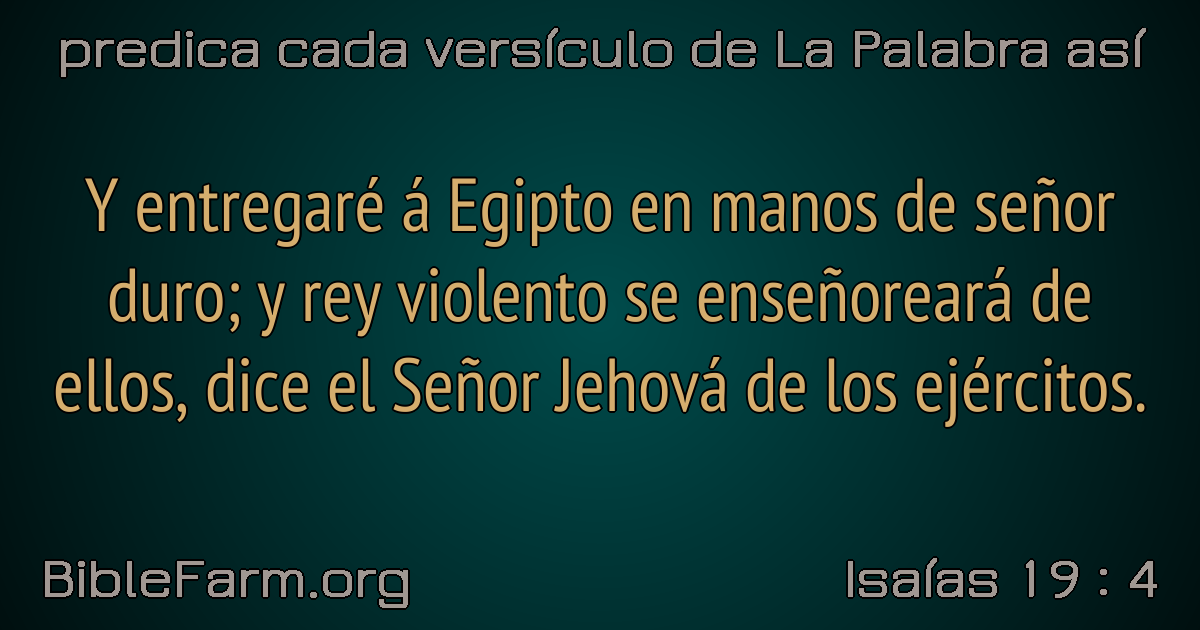 predica cada versículo de La Palabra así
Y entregaré á Egipto en manos de señor
duro; y rey violento se enseñoreará de
ellos, dice el Señor Jehová de los ejércitos.
BibleFarm.org
Isaías 19 : 4